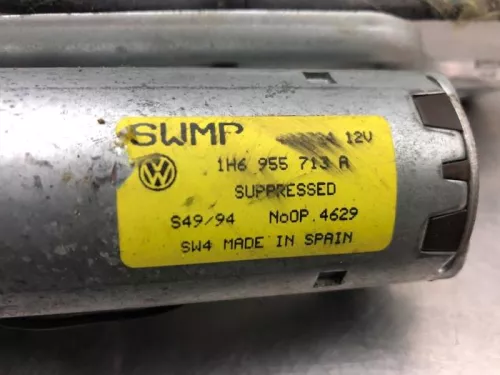 SWMP 12V
1H6 955 713 A
SUPPRESSED
S49/94 NoOP.4629
SW4 MADE IN SPAIN